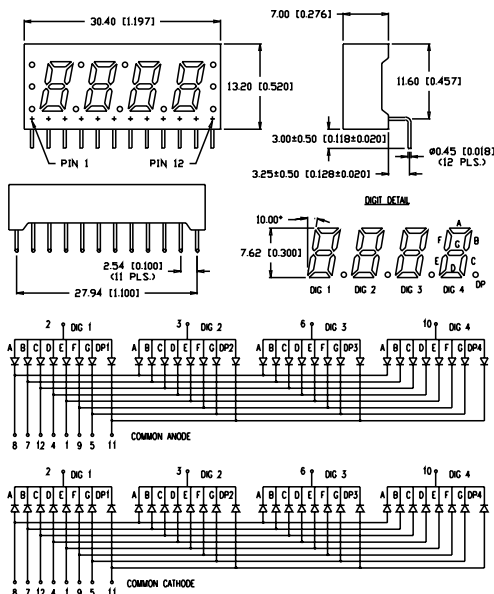 30.40 [1.197]
7.00 [0.276]
13.20 [0.520]
11.60 [0.457]
PIN 1
PIN 12
3.00±0.50 [0.118±0.020]
ø0.45 [0.018]
(12 PLS.)
3.25±0.50 [0.128±0.020]
DIGIT DETAIL
2.54 [0.100]
(11 PLS.)
27.94 [1.100]
10.00°
7.62 [0.300]
A
F G B
E D C
DP
DIG 1 DIG 2 DIG 3 DIG 4
2 DIG 1 3 DIG 2 6 DIG 3 10 DIG 4
A B C D E F G DP1 A B C D E F G DP2 A B C D E F G DP3 A B C D E F G DP4
8 7 12 4 1 9 5 11 COMMON ANODE
2 DIG 1 3 DIG 2 6 DIG 3 10 DIG 4
A B C D E F G DP1 A B C D E F G DP2 A B C D E F G DP3 A B C D E F G DP4
8 7 12 4 1 9 5 11 COMMON CATHODE